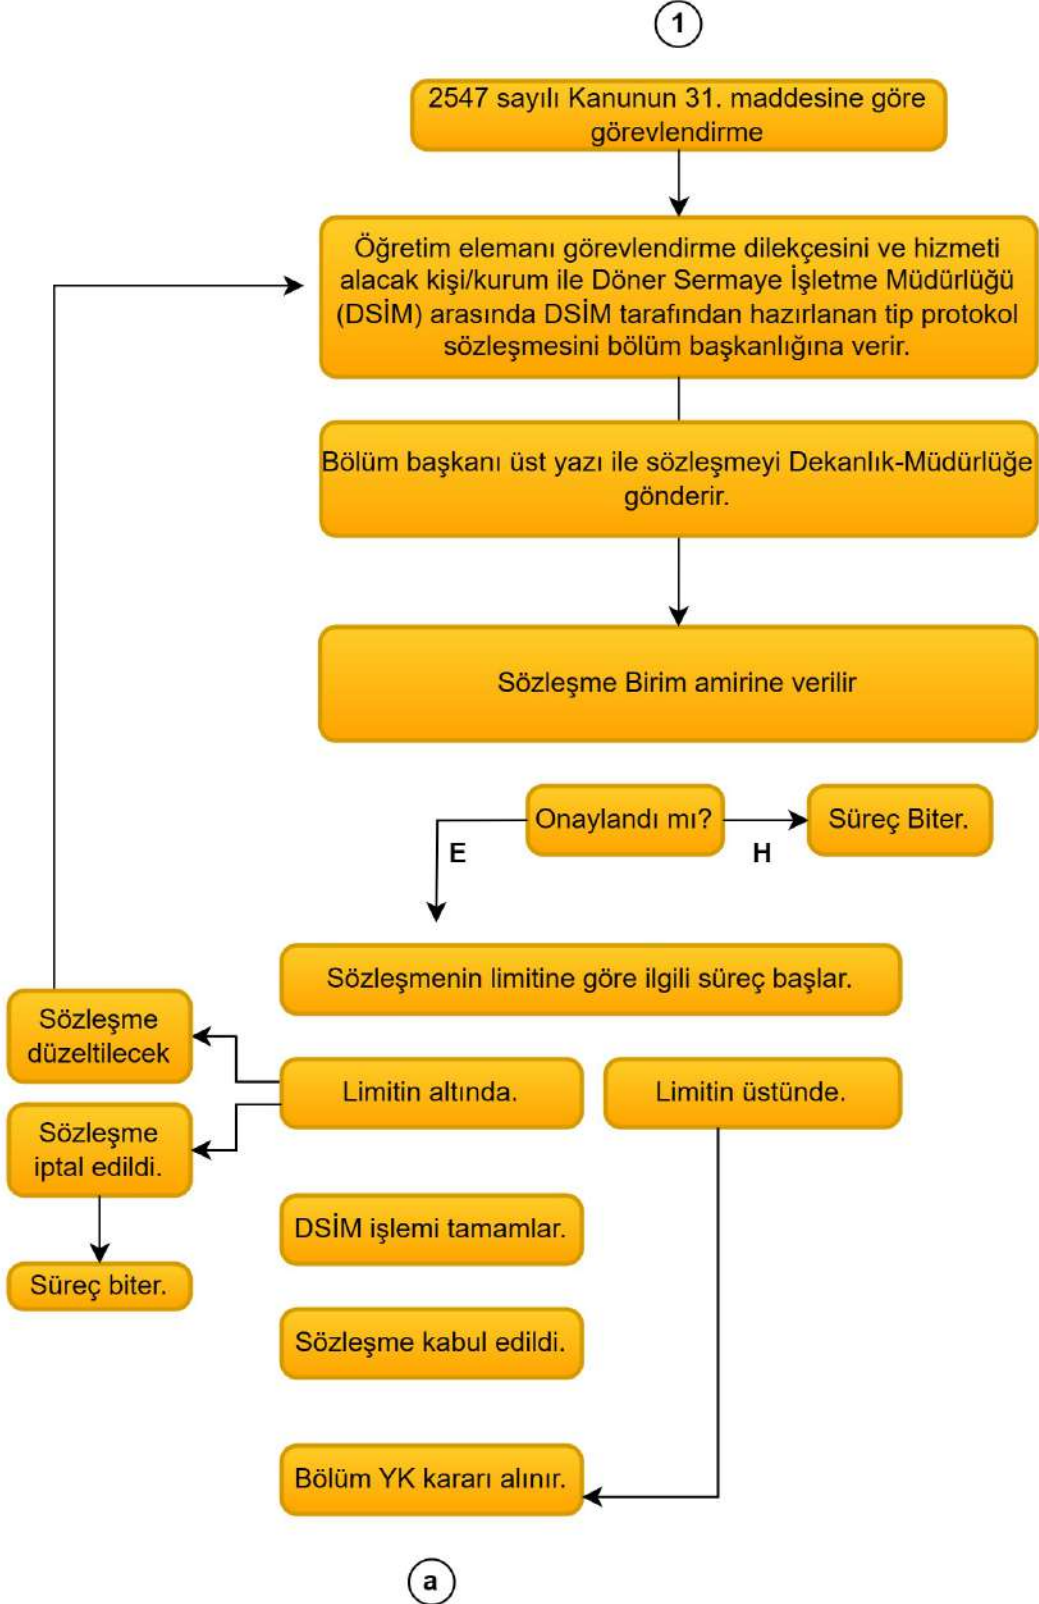 1
2547 sayılı Kanunun 31. maddesine göre
görevlendirme
Öğretim elemanı görevlendirme dilekçesini ve hizmeti
alacak kişi/kurum ile Döner Sermaye İşletme Müdürlüğü
(DSİM) arasında DSİM tarafından hazırlanan tip protokol
sözleşmesini bölüm başkanlığına verir.
Bölüm başkanı üst yazı ile sözleşmeyi Dekanlık-Müdürlüğe
gönderir.
Sözleşme Birim amirine verilir
Onaylandı mı?
Süreç Biter.
E
H
Sözleşmenin limitine göre ilgili süreç başlar.
Sözleşme
düzeltilecek
Limitin altında.
Limitin üstünde.
Sözleşme
iptal edildi.
DSİM işlemi tamamlar.
Süreç biter.
Sözleşme kabul edildi.
Bölüm YK kararı alınır.
a